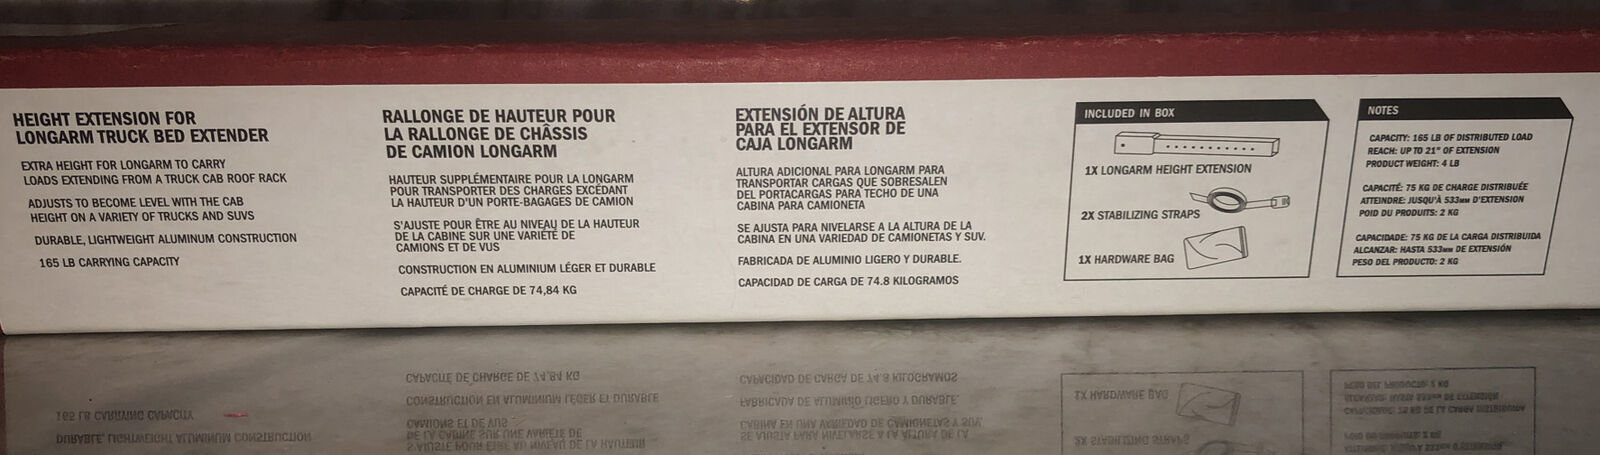 HEIGHT EXTENSION FOR
LONGARM TRUCK BED EXTENDER
EXTRA HEIGHT FOR LONGARM TO CARRY
LOADS EXTENDING FROM A TRUCK CAB ROOF RACK
ADJUSTS TO BECOME LEVEL WITH THE CAB
HEIGHT ON A VARIETY OF TRUCKS AND SUVS
DURABLE, LIGHTWEIGHT ALUMINUM CONSTRUCTION
165 LB CARRYING CAPACITY
RALLONGE DE HAUTEUR POUR
LA RALLONGE DE CHÂSSIS
DE CAMION LONGARM
HAUTEUR SUPPLÉMENTAIRE POUR LA LONGARM
POUR TRANSPORTER DES CHARGES EXCÉDANT
LA HAUTEUR D'UN PORTE-BAGAGES DE CAMION
S'AJUSTE POUR ÊTRE AU NIVEAU DE LA HAUTEUR
DE LA CABINE SUR UNE VARIÉTÉ DE
CAMIONS ET DE VUS
CONSTRUCTION EN ALUMINIUM LÉGER ET DURABLE
CAPACITÉ DE CHARGE DE 74,84 KG
EXTENSIÓN DE ALTURA
PARA EL EXTENSOR DE
CAJA LONGARM
ALTURA ADICIONAL PARA LONGARM PARA
TRANSPORTAR CARGAS QUE SOBRESALEN
DEL PORTACARGAS PARA TECHO DE UNA
CABINA PARA CAMIONETA
SE AJUSTA PARA NIVELARSE A LA ALTURA DE LA
CABINA EN UNA VARIEDAD DE CAMIONETAS Y SUV.
FABRICADA DE ALUMINIO LIGERO Y DURABLE.
CAPACIDAD DE CARGA DE 74.8 KILOGRAMOS
INCLUDED IN BOX
1X LONGARM HEIGHT EXTENSION
2X STABILIZING STRAPS
1X HARDWARE BAG
NOTES
CAPACITY: 165 LB OF DISTRIBUTED LOAD
REACH: UP TO 21" OF EXTENSION
PRODUCT WEIGHT: 4 LB
CAPACITÉ: 75 KG DE CHARGE DISTRIBUÉE
ATTEINDRE: JUSQU'À 533MM D'EXTENSION
POID DU PRODUITS: 2 KG
CAPACIDADE: 75 KG DE LA CARGA DISTRIBUIDA
ALCANZAR: HASTA 533MM DE EXTENSIÓN
PESO DEL PRODUCTO: 2 KG